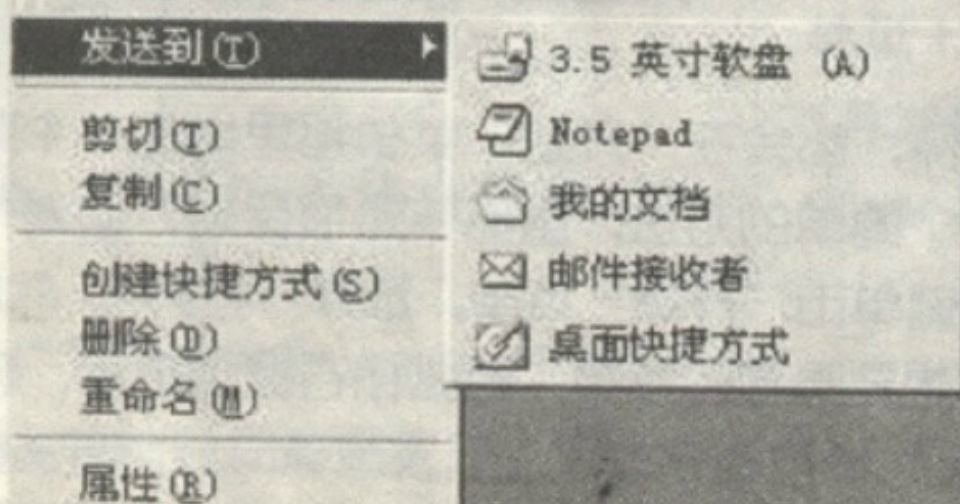 发送到(T)
剪切(T)
复制(C)
创建快捷方式(S)
删除(D)
重命名(M)
属性(R)
3.5 英寸软盘 (A)
Notepad
我的文档
邮件接收者
桌面快捷方式